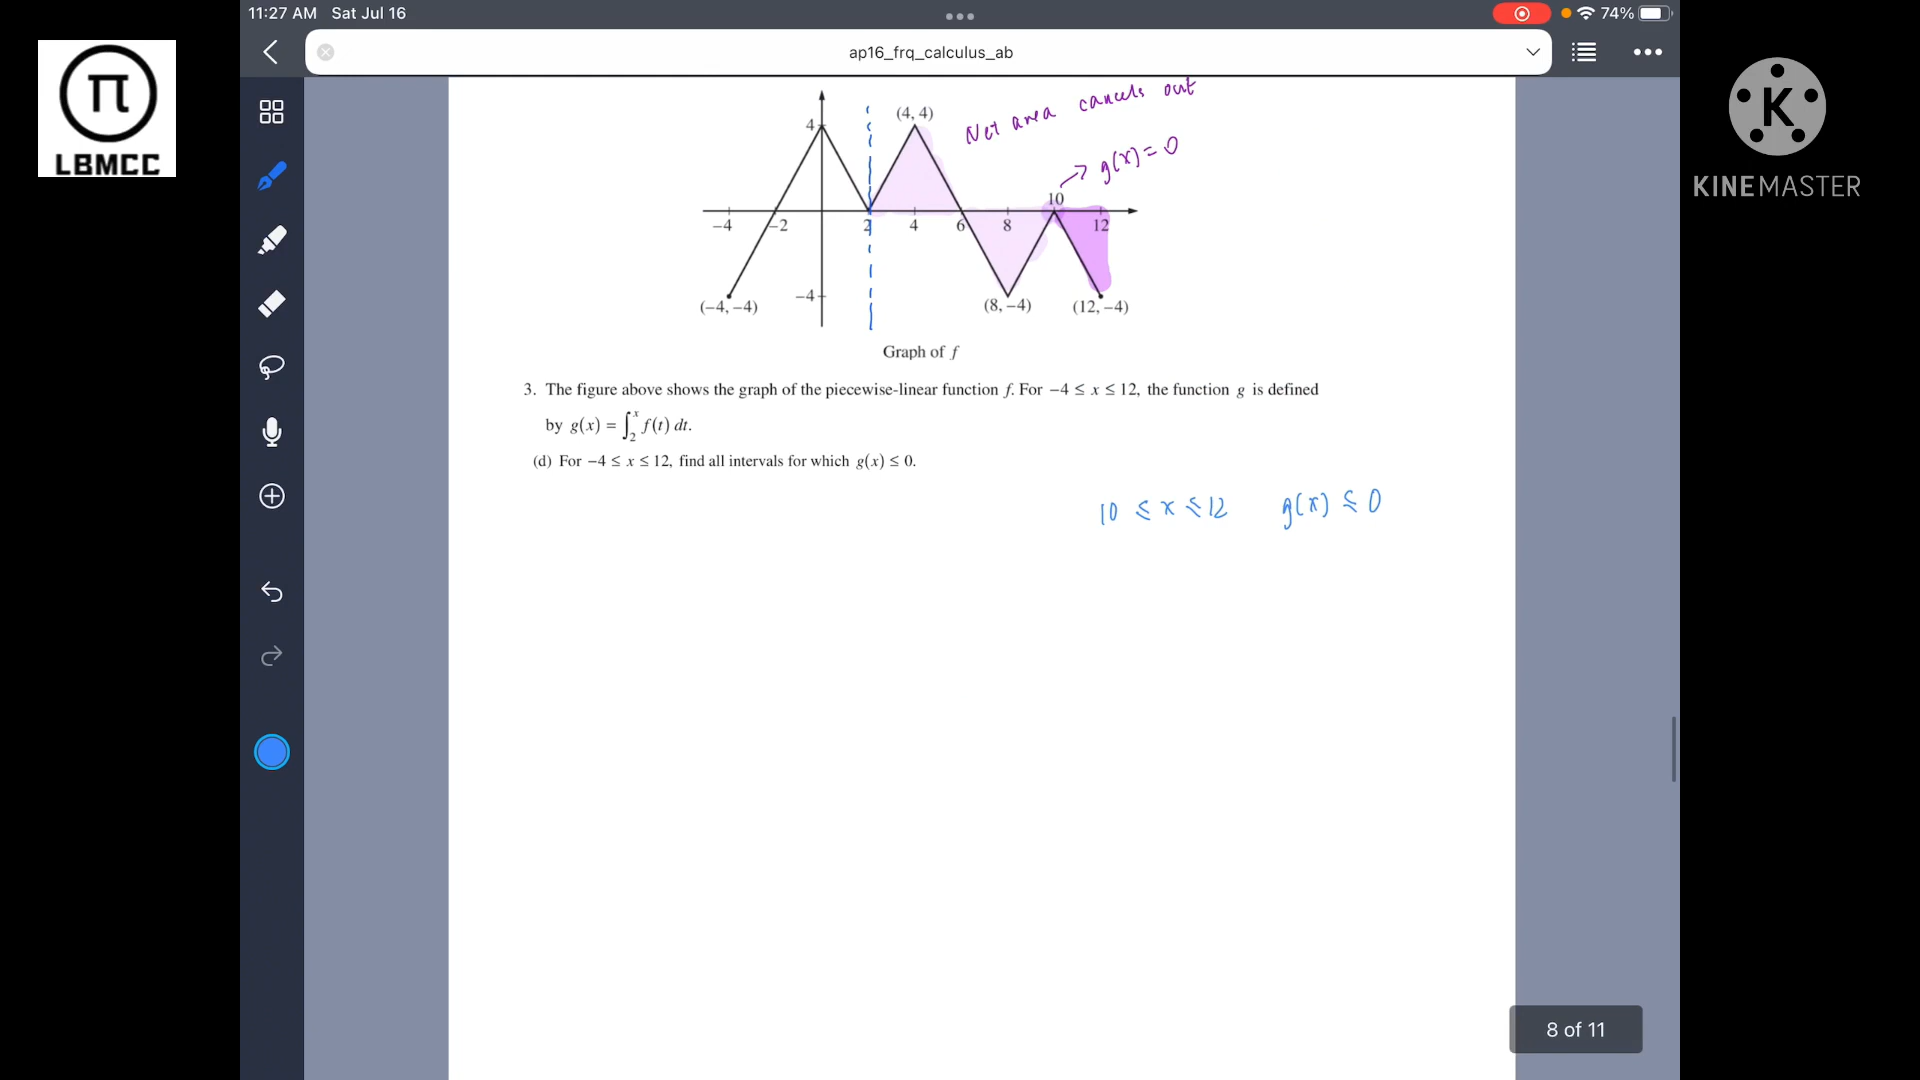 11:27 AM Sat Jul 16
74%
π
LBMCC
ap16_frq_calculus_ab
K
KINEMASTER
Net area cancels out
→ g(x) = 0
(4, 4)
4
10
−4 −2 2 4 6 8 12
−4
(−4, −4) (8, −4) (12, −4)
Graph of f
3. The figure above shows the graph of the piecewise-linear function f. For −4 ≤ x ≤ 12, the function g is defined
by g(x) = ∫₂ˣ f(t) dt.
(d) For −4 ≤ x ≤ 12, find all intervals for which g(x) ≤ 0.
10 ≤ x ≤ 12 g(x) ≤ 0
8 of 11